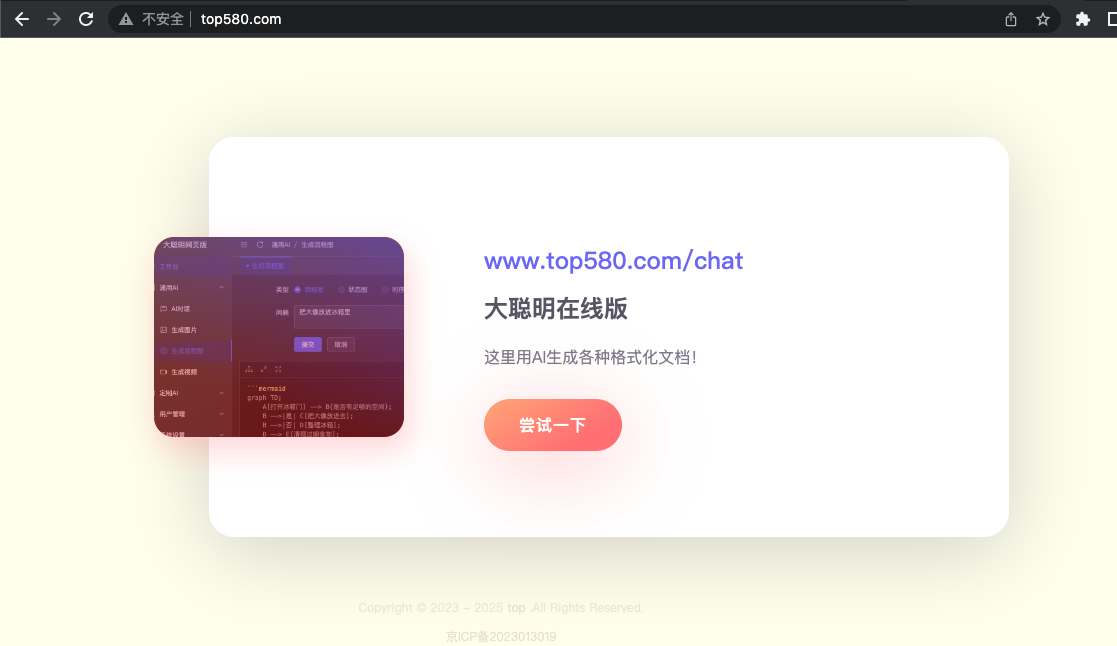 不安全 top580.com
大聪明网页版
通用AI / 生成流程图
工作台
生成流程图
通用AI
类型 流程图 状态图 时序
AI对话
问题 把大像放进冰箱里
生成图片
提交 取消
生成流程图
生成视频
```mermaid
定制AI
graph TD;
A[打开冰箱门] --> B{是否有足够的空间};
用户管理
B -->|是| C[把大像放进去];
B -->|否| D[整理冰箱];
D --> E[清理过期食物];
www.top580.com/chat
大聪明在线版
这里用AI生成各种格式化文档！
尝试一下
Copyright © 2023 - 2025 top .All Rights Reserved.
京ICP备2023013019